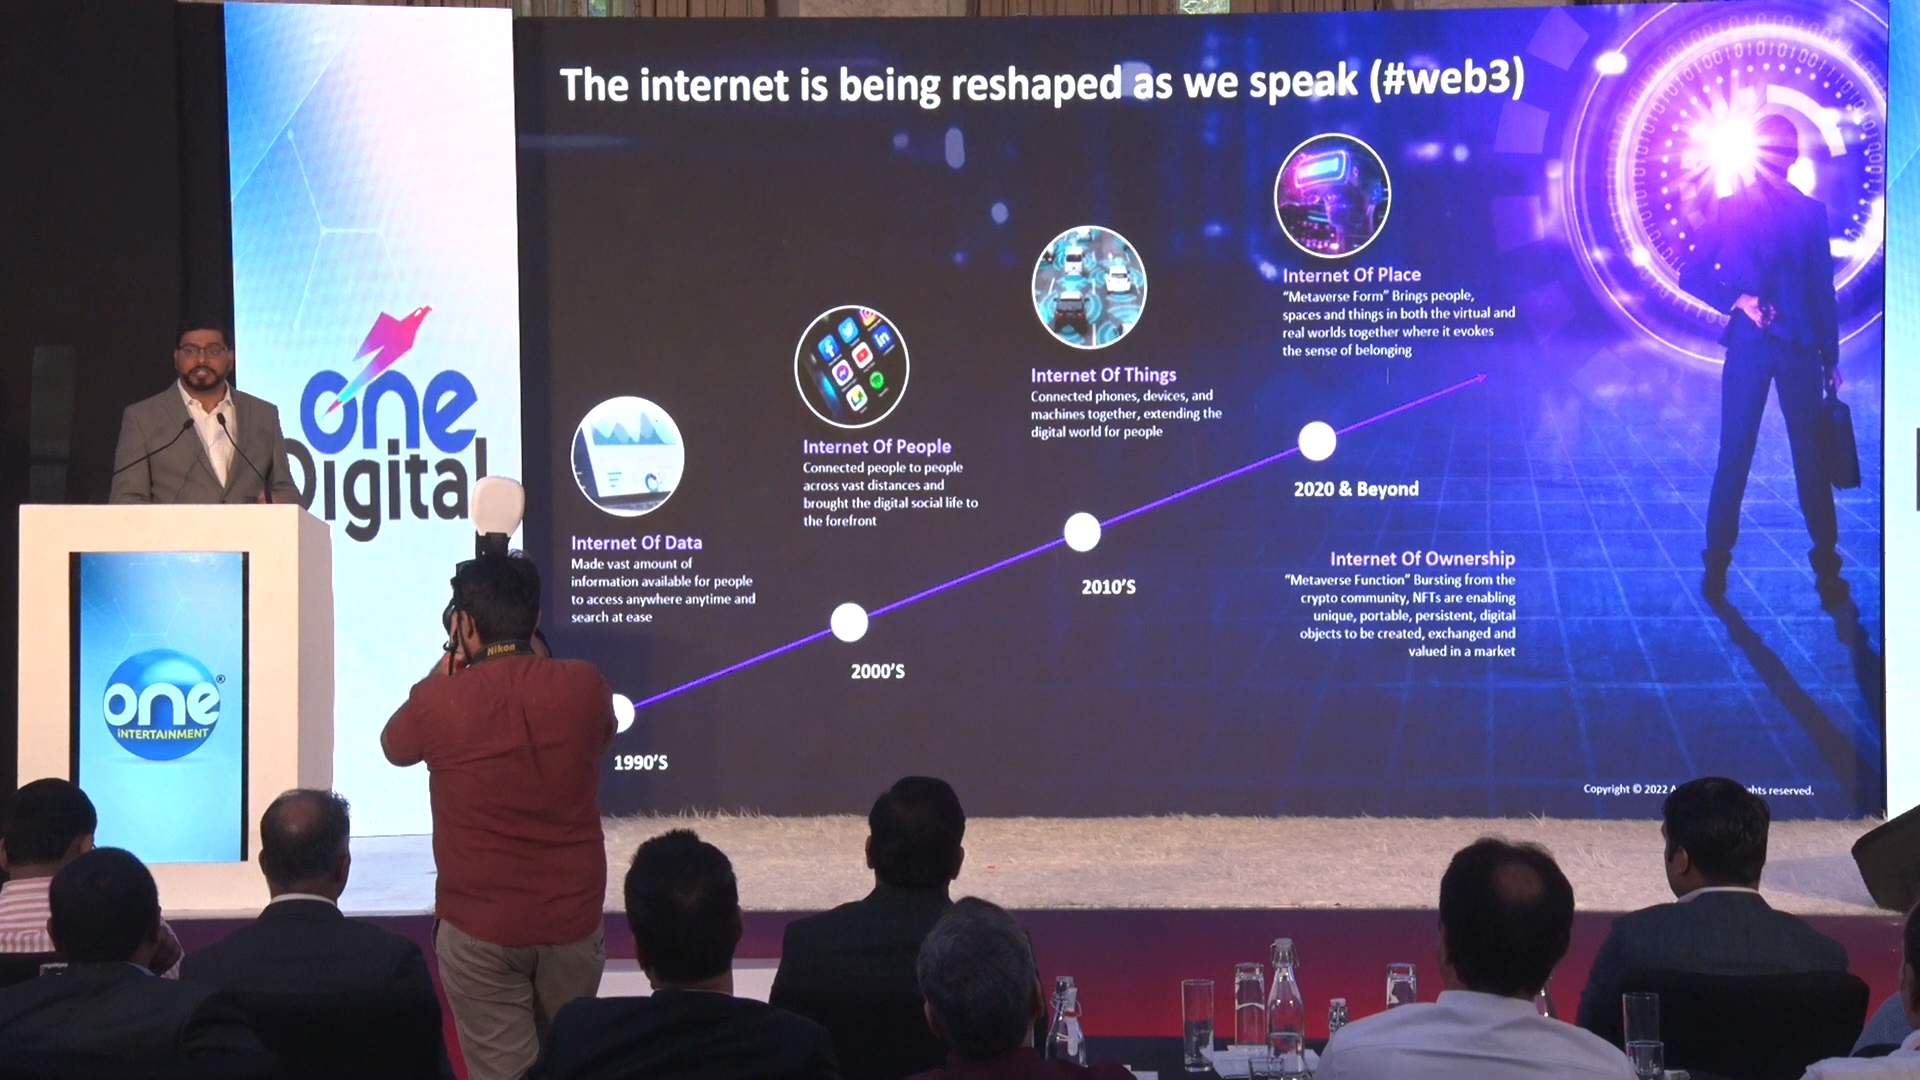 The internet is being reshaped as we speak (#web3)
one
Digital
one®
iNTERTAINMENT
Nikon
Internet Of Data
Made vast amount of
information available for people
to access anywhere anytime and
search at ease
1990’S
Internet Of People
Connected people to people
across vast distances and
brought the digital social life to
the forefront
2000’S
Internet Of Things
Connected phones, devices, and
machines together, extending the
digital world for people
2010’S
Internet Of Place
“Metaverse Form” Brings people,
spaces and things in both the virtual and
real worlds together where it evokes
the sense of belonging
2020 & Beyond
Internet Of Ownership
“Metaverse Function” Bursting from the
crypto community, NFTs are enabling
unique, portable, persistent, digital
objects to be created, exchanged and
valued in a market
Copyright © 2022 reserved.